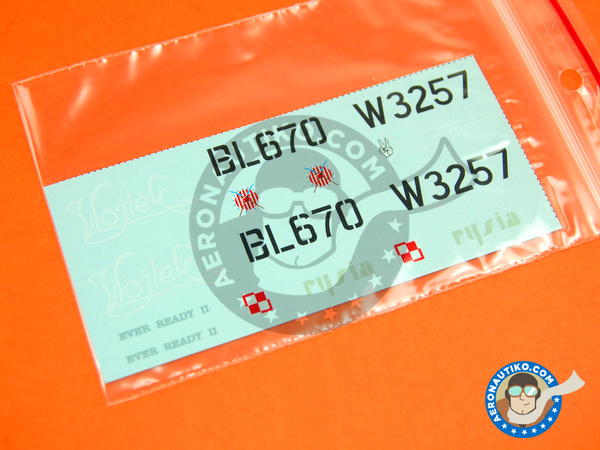 BL670 W3257
BL670 W3257
Wojtek
Wojtek
rysia
rysia
EVER READY II
EVER READY II
AERONAUTIKO.COM
AERONAUTIKO.COM